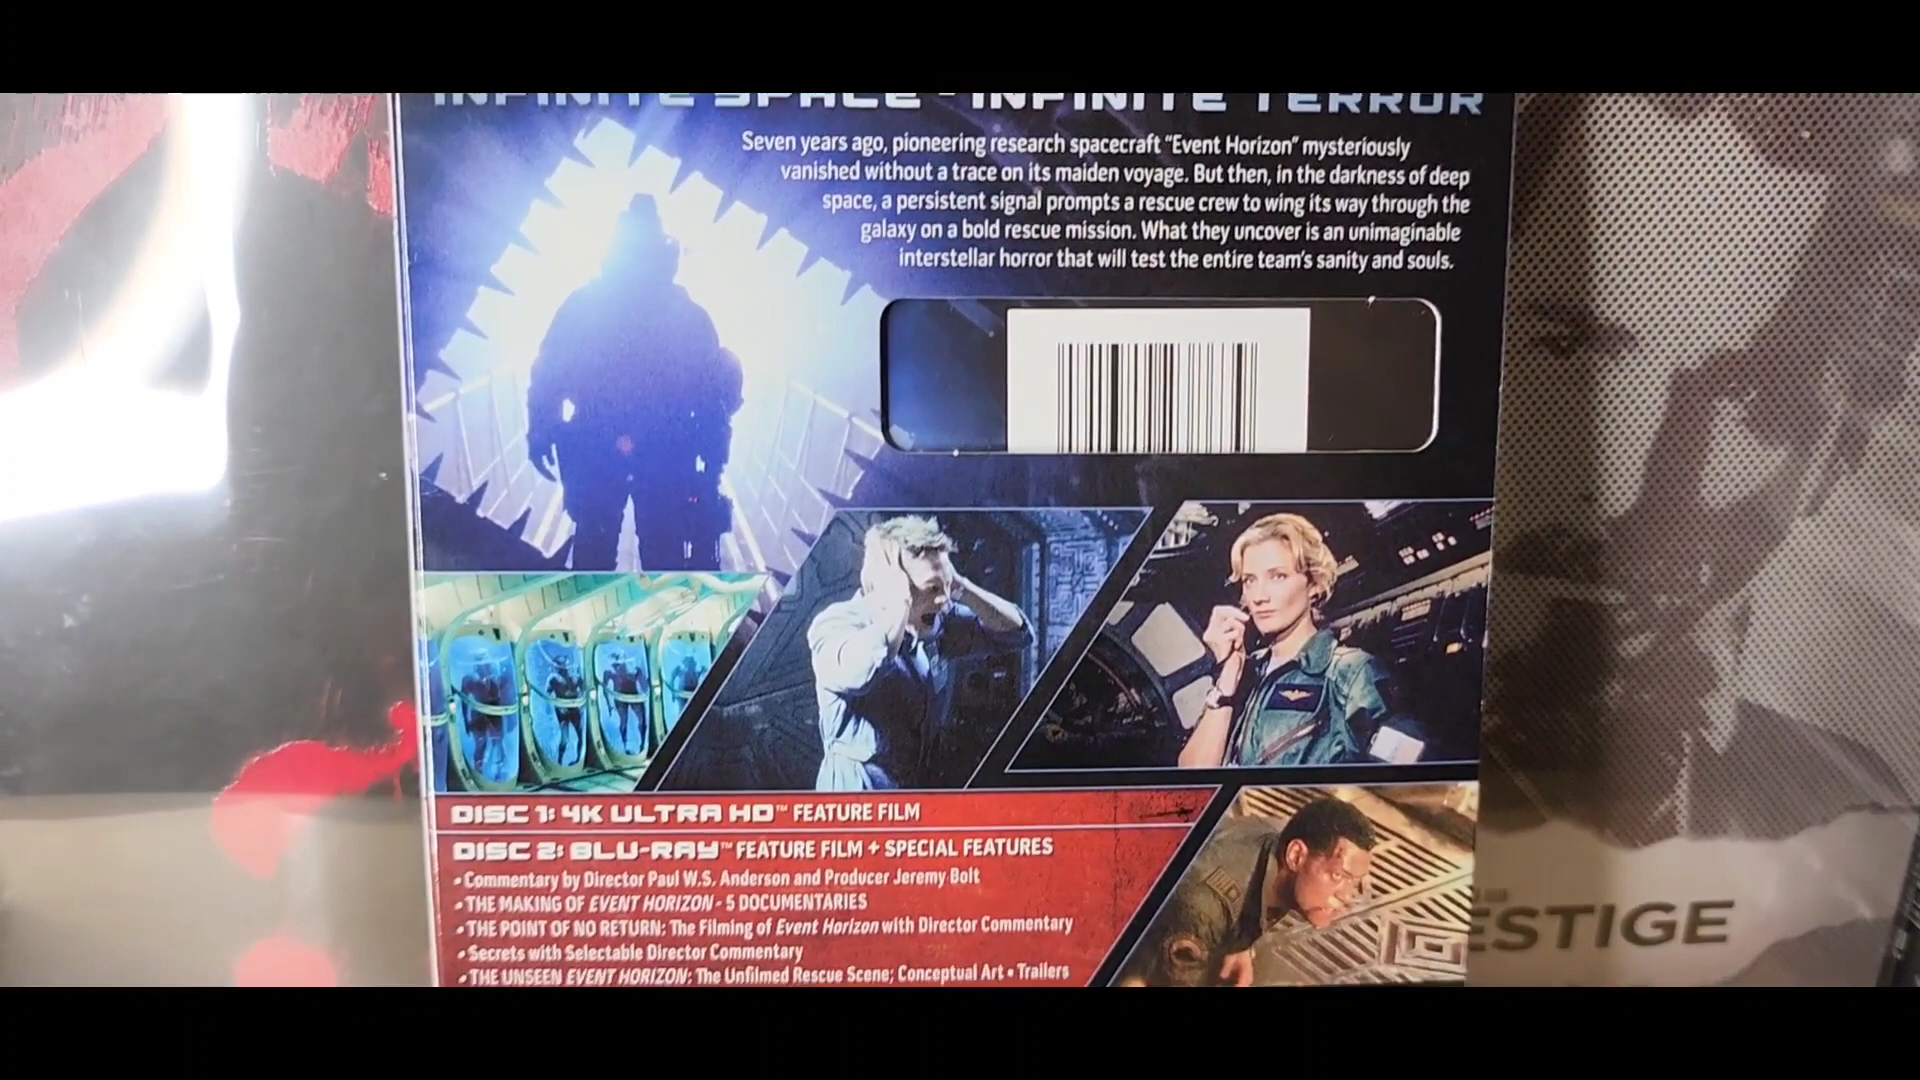 INFINITE SPACE - INFINITE TERROR
Seven years ago, pioneering research spacecraft "Event Horizon" mysteriously
vanished without a trace on its maiden voyage. But then, in the darkness of deep
space, a persistent signal prompts a rescue crew to wing its way through the
galaxy on a bold rescue mission. What they uncover is an unimaginable
interstellar horror that will test the entire team's sanity and souls.
DISC 1: 4K ULTRA HD™ FEATURE FILM
DISC 2: BLU-RAY™ FEATURE FILM + SPECIAL FEATURES
• Commentary by Director Paul W.S. Anderson and Producer Jeremy Bolt
• THE MAKING OF EVENT HORIZON - 5 DOCUMENTARIES
• THE POINT OF NO RETURN: The Filming of Event Horizon with Director Commentary
• Secrets with Selectable Director Commentary
• THE UNSEEN EVENT HORIZON: The Unfilmed Rescue Scene; Conceptual Art • Trailers
ESTIGE